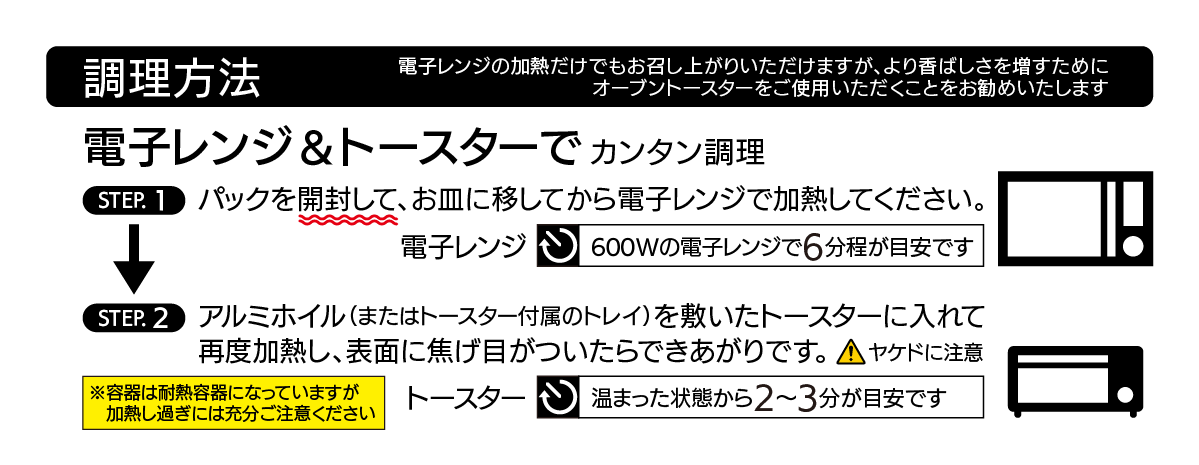 調理方法
電子レンジの加熱だけでもお召し上がりいただけますが、より香ばしさを増すために
オーブントースターをご使用いただくことをお勧めいたします
電子レンジ&トースターで カンタン調理
STEP. 1 パックを開封して、お皿に移してから電子レンジで加熱してください。
電子レンジ 600Wの電子レンジで6分程が目安です
STEP. 2 アルミホイル(またはトースター付属のトレイ)を敷いたトースターに入れて
再度加熱し、表面に焦げ目がついたらできあがりです。 ヤケドに注意
※容器は耐熱容器になっていますが
加熱し過ぎには充分ご注意ください
トースター 温まった状態から2〜3分が目安です